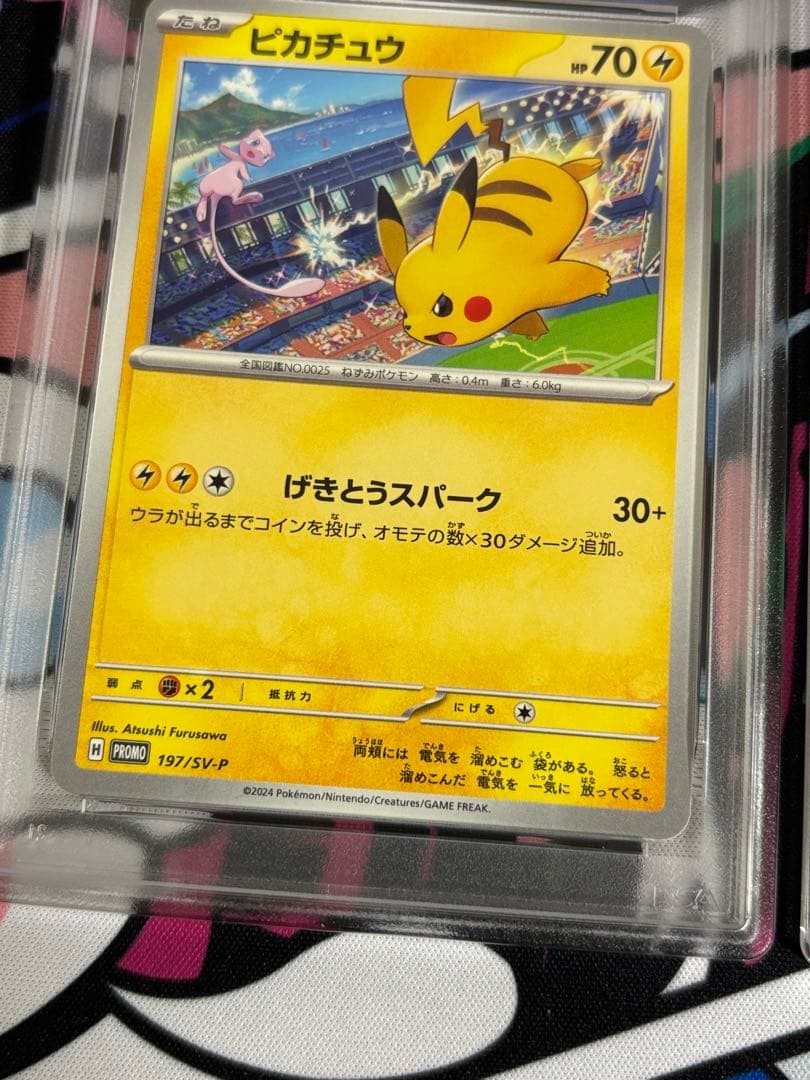 たね
ピカチュウ
HP70
全国図鑑NO.0025 ねずみポケモン 高さ:0.4m 重さ:6.0kg
げきとうスパーク 30+
ウラが出るまでコインを投げ、オモテの数×30ダメージ追加。
弱点 ×2 抵抗力
にげる
Illus. Atsushi Furusawa
H PROMO 197/SV-P
両頬には 電気を 溜めこむ 袋がある。 怒ると
溜めこんだ 電気を 一気に 放ってくる。
©2024 Pokémon/Nintendo/Creatures/GAME FREAK.